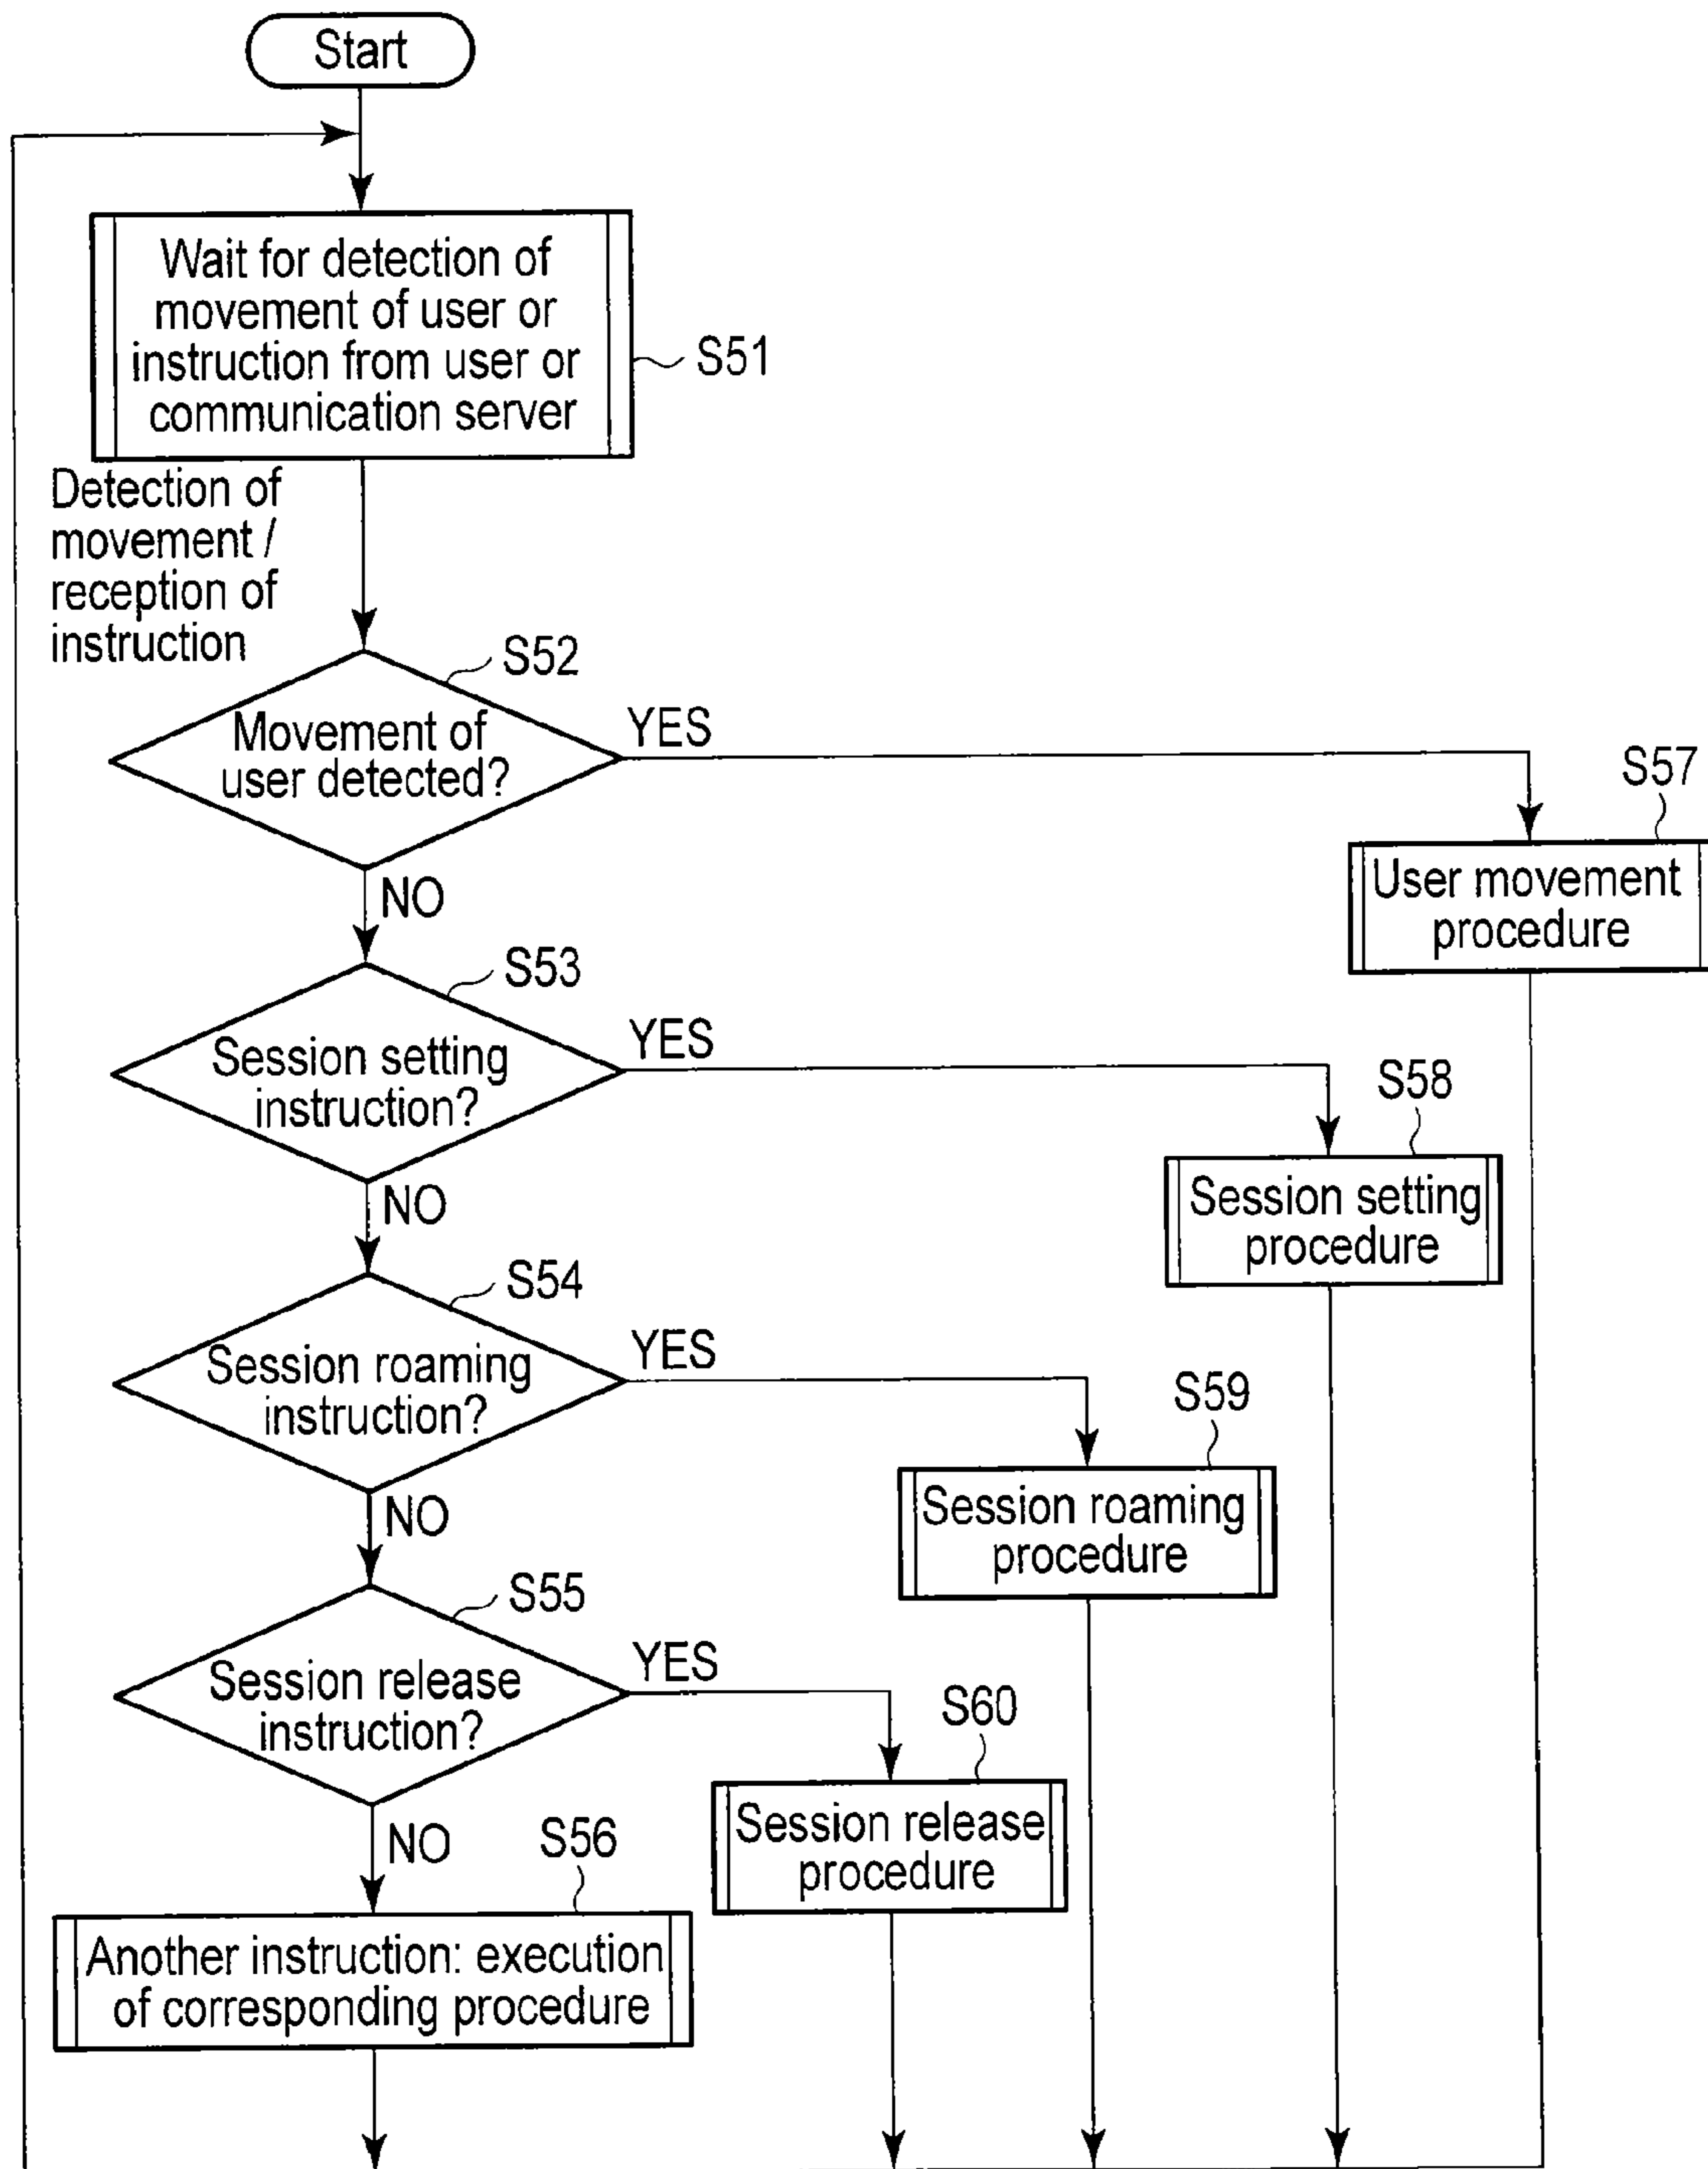 Start
Wait for detection of
movement of user or
instruction from user or
communication server
S51
Detection of
movement /
reception of
instruction
S52
Movement of
user detected?
YES
S57
User movement
procedure
NO
S53
Session setting
instruction?
YES
S58
Session setting
procedure
NO
S54
Session roaming
instruction?
YES
S59
Session roaming
procedure
NO
S55
Session release
instruction?
YES
S60
Session release
procedure
NO
S56
Another instruction: execution
of corresponding procedure